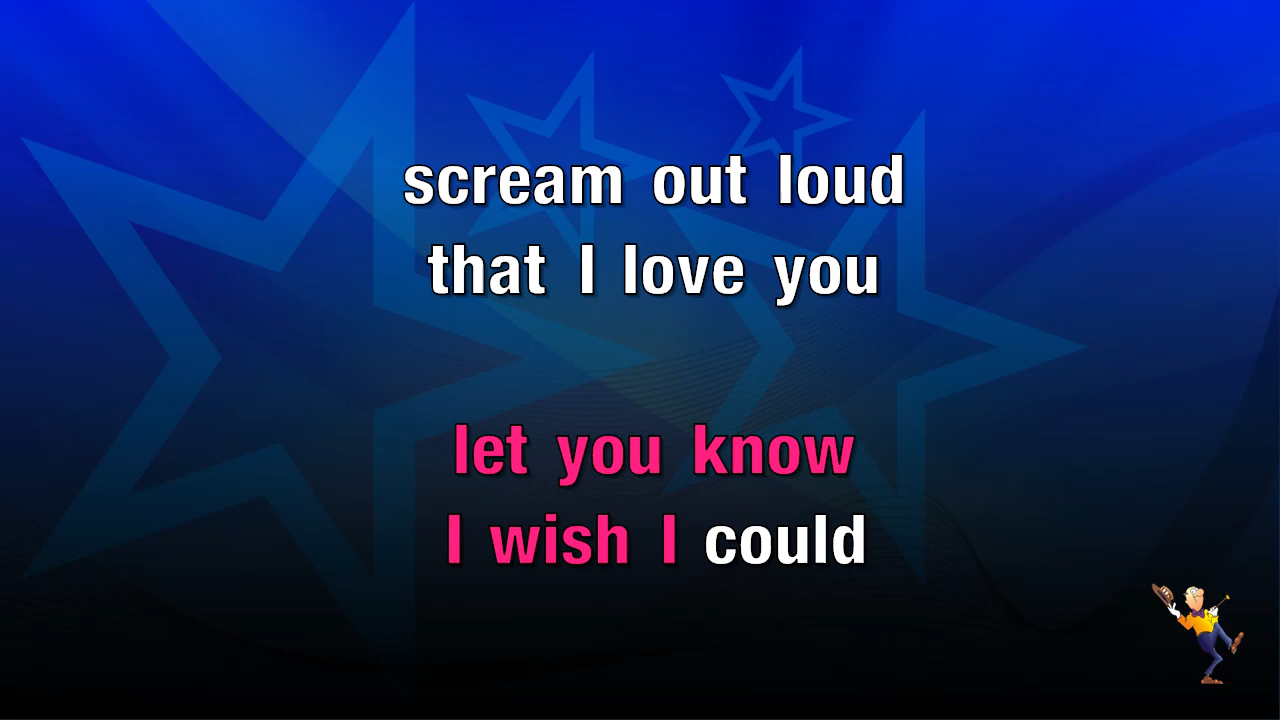 scream out loud
that I love you
let you know
I wish I could